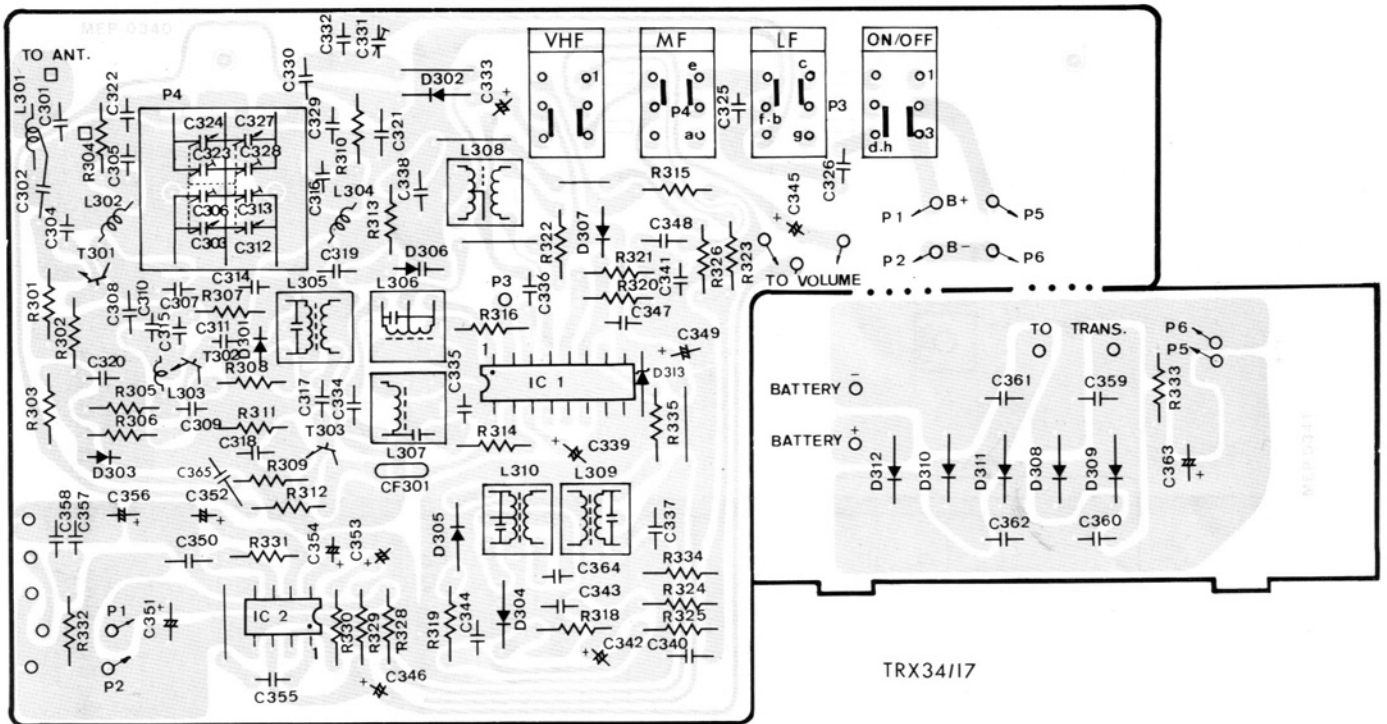 MEP 0340
TO ANT.
L301
C301
C322
P4
C330
C332
C331
D302
C333
VHF
1
MF
e
P4
a
C325
LF
c
f-b
g
P3
ON/OFF
1
3
d.h
C324
C327
C323
C328
C306
C313
C303
C312
C329
R310
C321
C316
L304
C338
L308
R315
C326
C345
R304
C305
C302
L302
C304
T301
R313
C319
D306
R322
D307
C348
C341
R326
R323
R321
R320
TO VOLUME
P1
B+
P5
P2
B-
P6
R301
R302
C308
C310
C315
C307
C314
R307
C311
D301
L305
L306
P3
C336
R316
C347
C349
T302
C320
R308
L303
R303
R305
R306
C309
R311
C317
C334
C335
1
IC 1
D313
R335
C318
T303
L307
R314
C339
D303
C365
R309
CF301
L310
L309
R312
C358
C357
C356
C352
C354
C353
D305
C337
C350
R331
C364
R334
R324
C343
R318
R325
C342
C340
R332
P1
C351
IC 2
1
R330
R329
R328
R319
C344
D304
P2
C355
C346
TO TRANS.
P6
P5
BATTERY -
BATTERY +
C361
C359
R333
D312
D310
D311
D308
D309
C363
C362
C360
TRX34/17